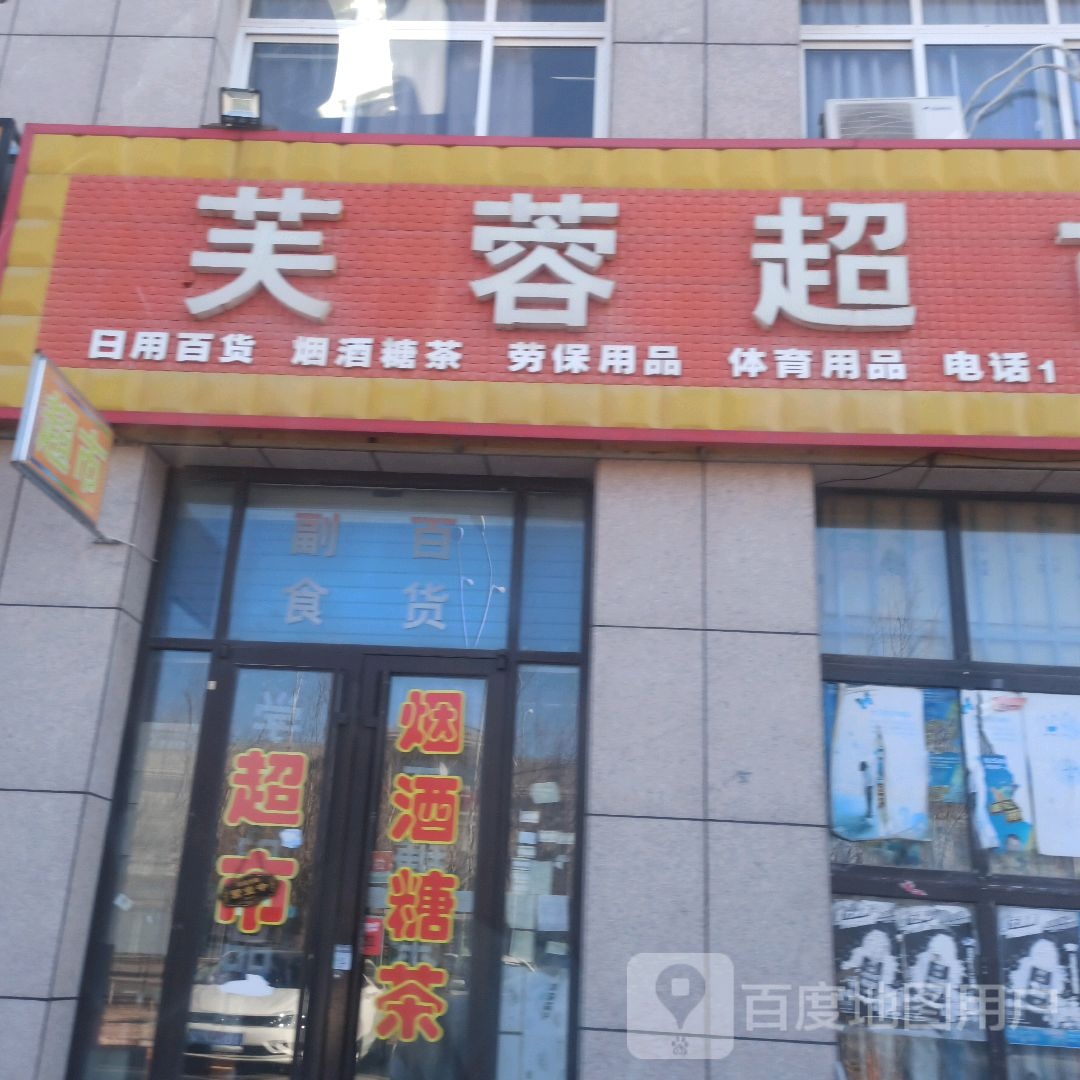 芙蓉超
日用百货 烟酒糖茶 劳保用品 体育用品 电话1
超市
副食
百货
超市
烟酒糖茶
百度地图用户